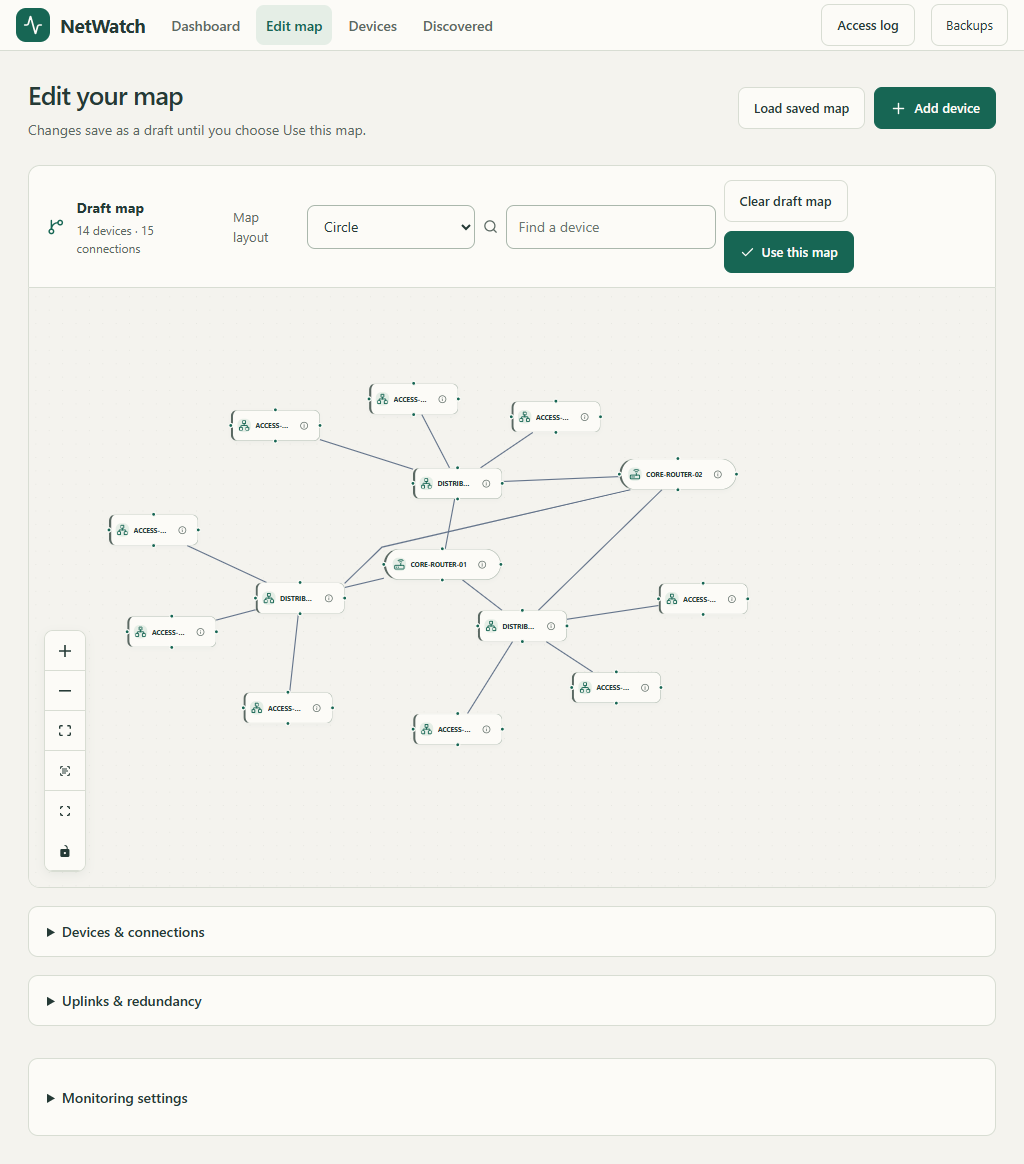 NetWatch
Dashboard
Edit map
Devices
Discovered
Access log
Backups
Edit your map
Changes save as a draft until you choose Use this map.
Load saved map
Add device
Draft map
14 devices · 15
connections
Map
layout
Circle
Find a device
Clear draft map
Use this map
ACCESS-...
ACCESS-...
ACCESS-...
CORE-ROUTER-02
DISTRIB...
ACCESS-...
CORE-ROUTER-01
DISTRIB...
ACCESS-...
DISTRIB...
ACCESS-...
ACCESS-...
ACCESS-...
ACCESS-...
Devices & connections
Uplinks & redundancy
Monitoring settings